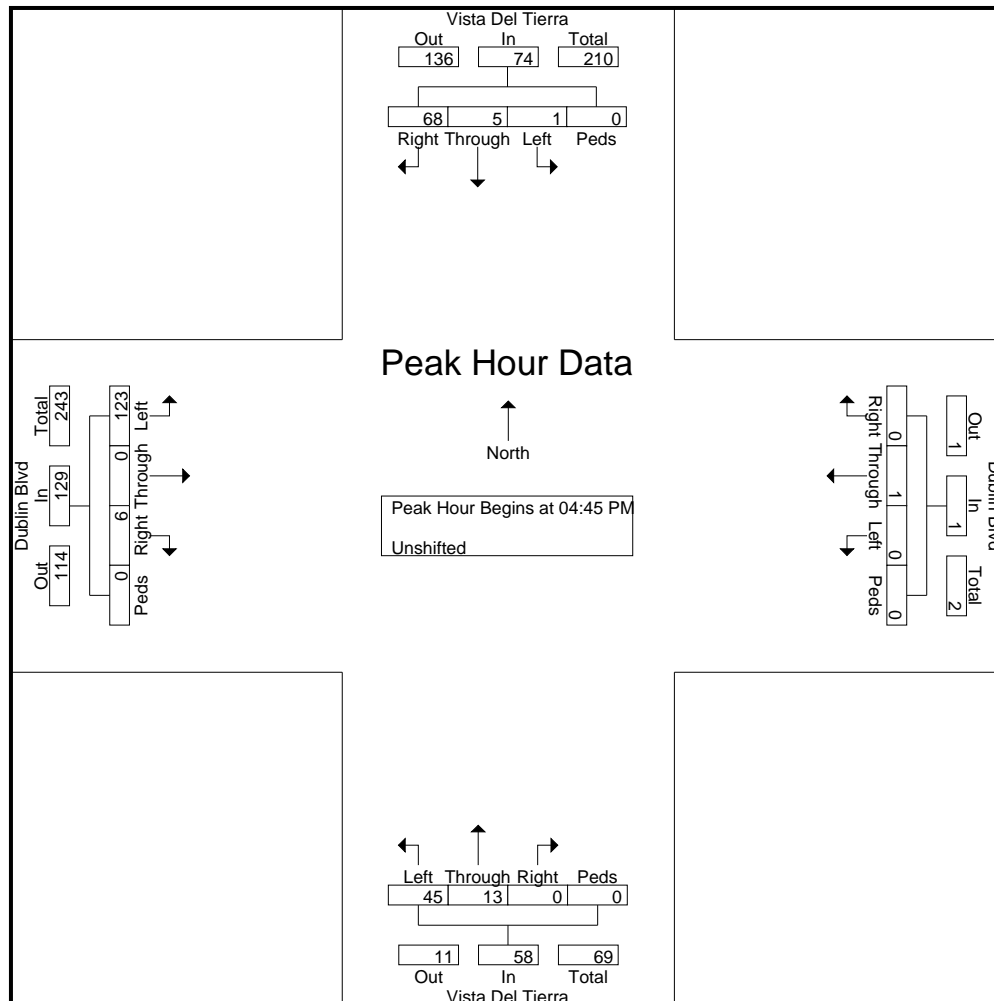 Vista Del Tierra
Out In Total
136 74 210
68 5 1 0
Right Through Left Peds
Peak Hour Data
North
Peak Hour Begins at 04:45 PM
Unshifted
Dublin Blvd
Total In Out
243 129 114
123 0 6 0
Left Through Right Peds
Dublin Blvd
Out In Total
1 1 2
0 1 0 0
Right Through Left Peds
Left Through Right Peds
45 13 0 0
11 58 69
Out In Total
Vista Del Tierra